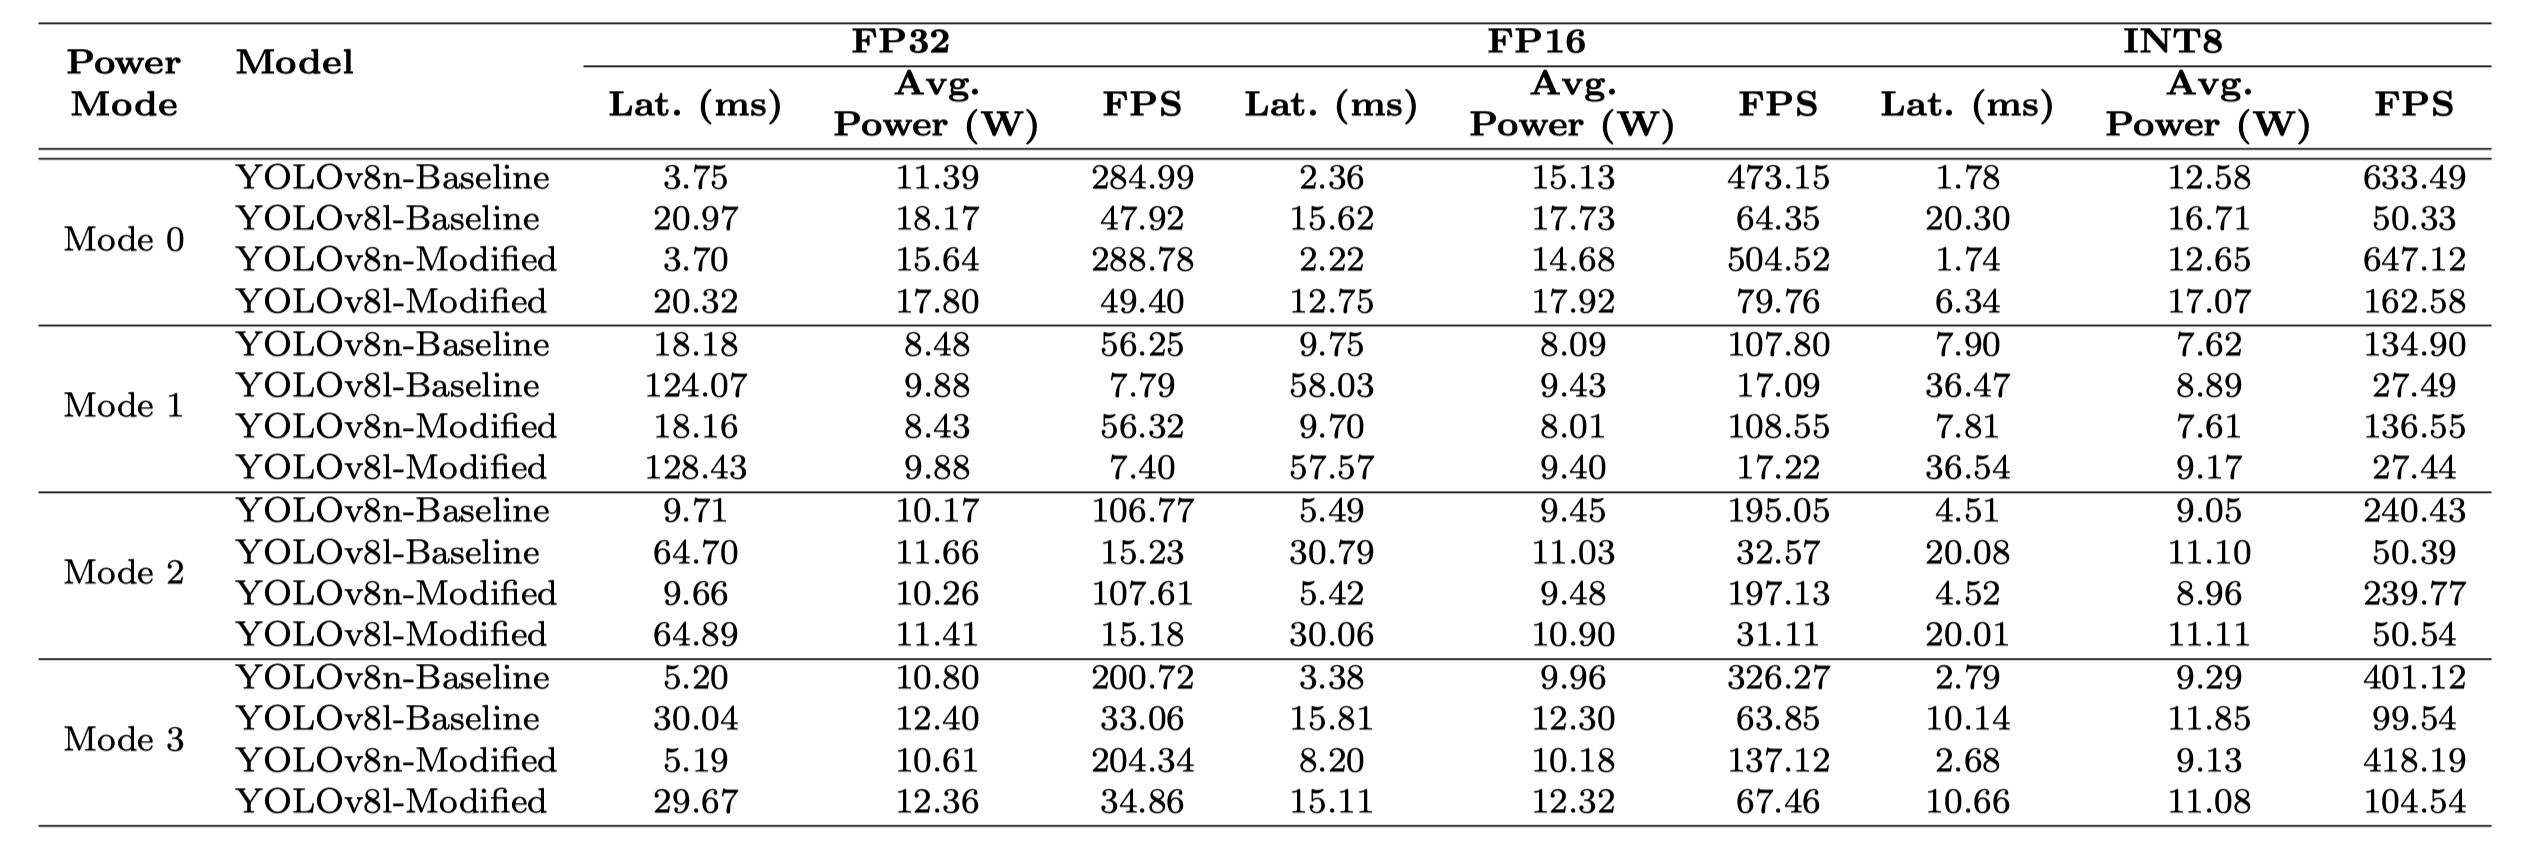 FP32 FP16 INT8
Power Mode Model Lat. (ms) Avg. Power (W) FPS Lat. (ms) Avg. Power (W) FPS Lat. (ms) Avg. Power (W) FPS
Mode 0
YOLOv8n-Baseline 3.75 11.39 284.99 2.36 15.13 473.15 1.78 12.58 633.49
YOLOv8l-Baseline 20.97 18.17 47.92 15.62 17.73 64.35 20.30 16.71 50.33
YOLOv8n-Modified 3.70 15.64 288.78 2.22 14.68 504.52 1.74 12.65 647.12
YOLOv8l-Modified 20.32 17.80 49.40 12.75 17.92 79.76 6.34 17.07 162.58
Mode 1
YOLOv8n-Baseline 18.18 8.48 56.25 9.75 8.09 107.80 7.90 7.62 134.90
YOLOv8l-Baseline 124.07 9.88 7.79 58.03 9.43 17.09 36.47 8.89 27.49
YOLOv8n-Modified 18.16 8.43 56.32 9.70 8.01 108.55 7.81 7.61 136.55
YOLOv8l-Modified 128.43 9.88 7.40 57.57 9.40 17.22 36.54 9.17 27.44
Mode 2
YOLOv8n-Baseline 9.71 10.17 106.77 5.49 9.45 195.05 4.51 9.05 240.43
YOLOv8l-Baseline 64.70 11.66 15.23 30.79 11.03 32.57 20.08 11.10 50.39
YOLOv8n-Modified 9.66 10.26 107.61 5.42 9.48 197.13 4.52 8.96 239.77
YOLOv8l-Modified 64.89 11.41 15.18 30.06 10.90 31.11 20.01 11.11 50.54
Mode 3
YOLOv8n-Baseline 5.20 10.80 200.72 3.38 9.96 326.27 2.79 9.29 401.12
YOLOv8l-Baseline 30.04 12.40 33.06 15.81 12.30 63.85 10.14 11.85 99.54
YOLOv8n-Modified 5.19 10.61 204.34 8.20 10.18 137.12 2.68 9.13 418.19
YOLOv8l-Modified 29.67 12.36 34.86 15.11 12.32 67.46 10.66 11.08 104.54